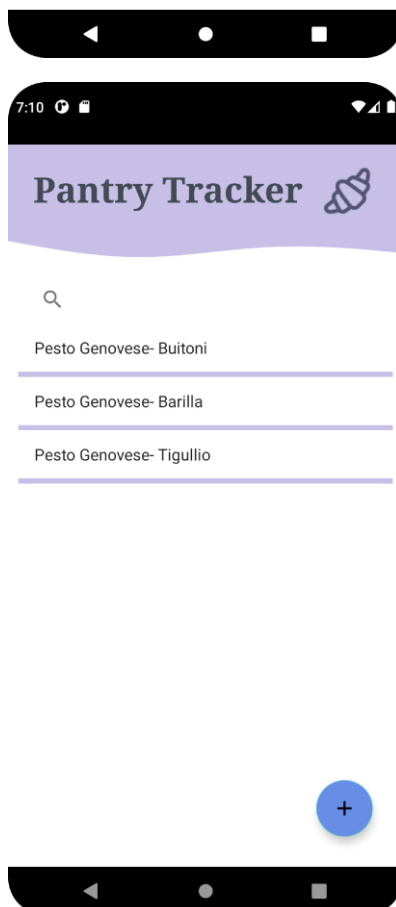 7:10
Pantry Tracker
Pesto Genovese- Buitoni
Pesto Genovese- Barilla
Pesto Genovese- Tigullio
+